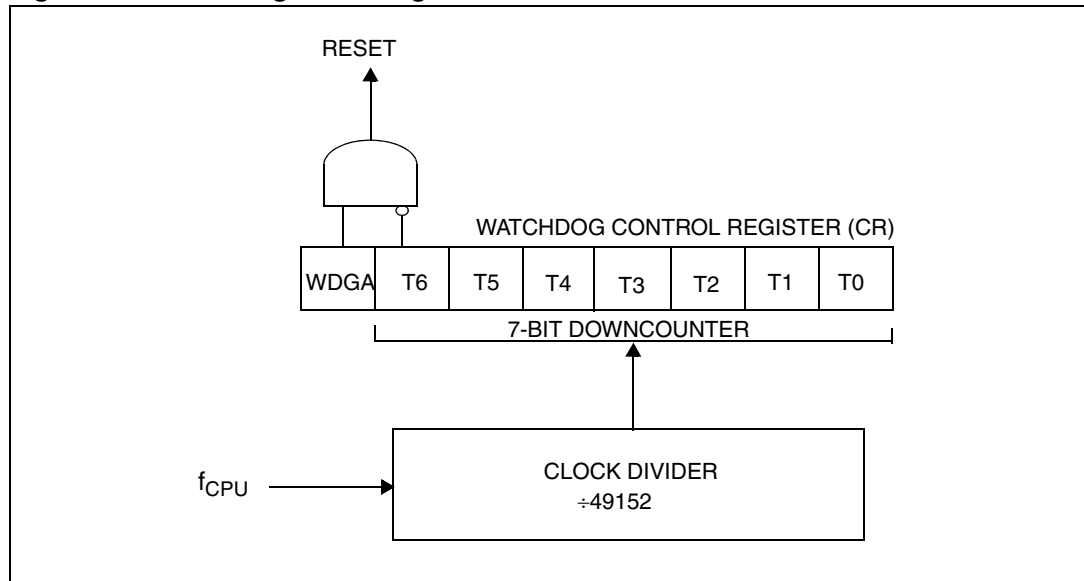 RESET
WATCHDOG CONTROL REGISTER (CR)
WDGA T6 T5 T4 T3 T2 T1 T0
7-BIT DOWNCOUNTER
fCPU
CLOCK DIVIDER
÷49152